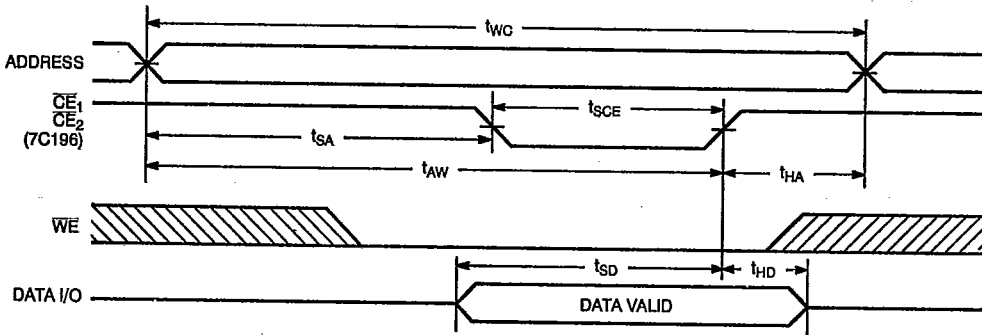 tWC
ADDRESS
CE1
CE2
(7C196)
tSCE
tSA
tAW
tHA
WE
tSD
tHD
DATA I/O
DATA VALID